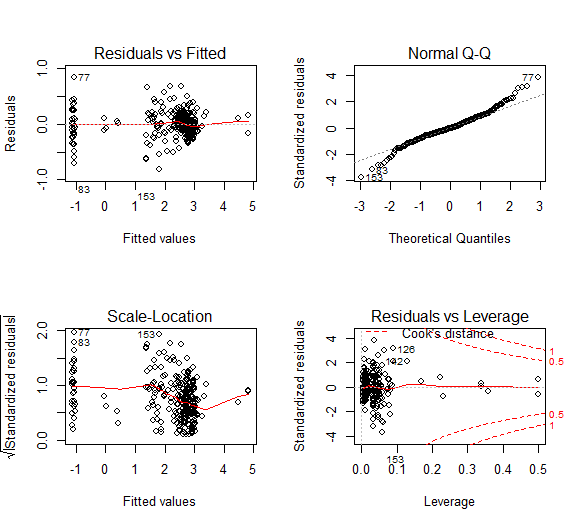 Residuals vs Fitted
Residuals
-1.0 0.0 1.0
77
83
153
-1 0 1 2 3 4 5
Fitted values
Normal Q-Q
Standardized residuals
-4 -2 0 2 4
77
83
153
-3 -2 -1 0 1 2 3
Theoretical Quantiles
Scale-Location
√|Standardized residuals|
0.0 1.0 2.0
77
83
153
-1 0 1 2 3 4 5
Fitted values
Residuals vs Leverage
Standardized residuals
-4 -2 0 2 4
Cook's distance
126
142
153
1
0.5
0.5
1
0.0 0.1 0.2 0.3 0.4 0.5
Leverage